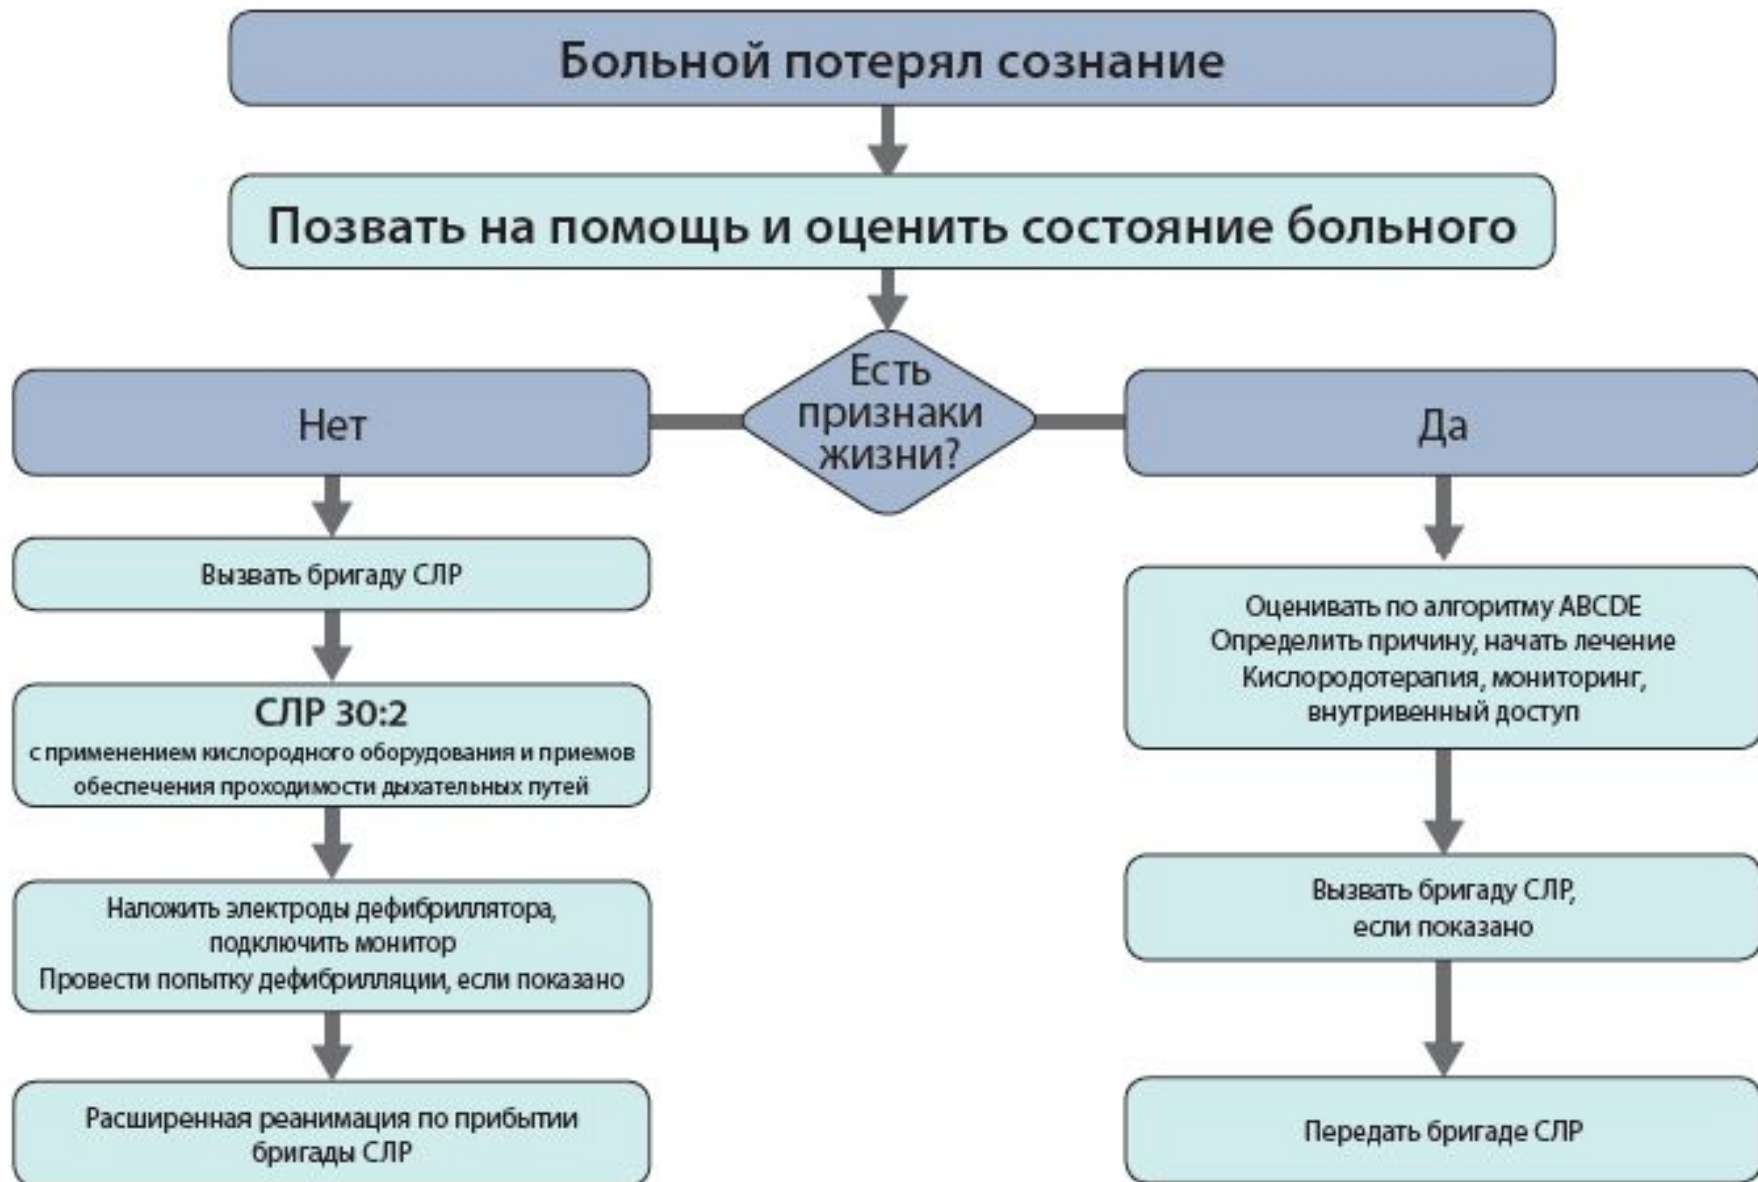 Больной потерял сознание
Позвать на помощь и оценить состояние больного
Есть
признаки
жизни?
Нет
Вызвать бригаду СЛР
СЛР 30:2
с применением кислородного оборудования и приемов
обеспечения проходимости дыхательных путей
Наложить электроды дефибриллятора,
подключить монитор
Провести попытку дефибрилляции, если показано
Расширенная реанимация по прибытии
бригады СЛР
Да
Оценивать по алгоритму ABCDE
Определить причину, начать лечение
Кислородотерапия, мониторинг,
внутривенный доступ
Вызвать бригаду СЛР,
если показано
Передать бригаде СЛР